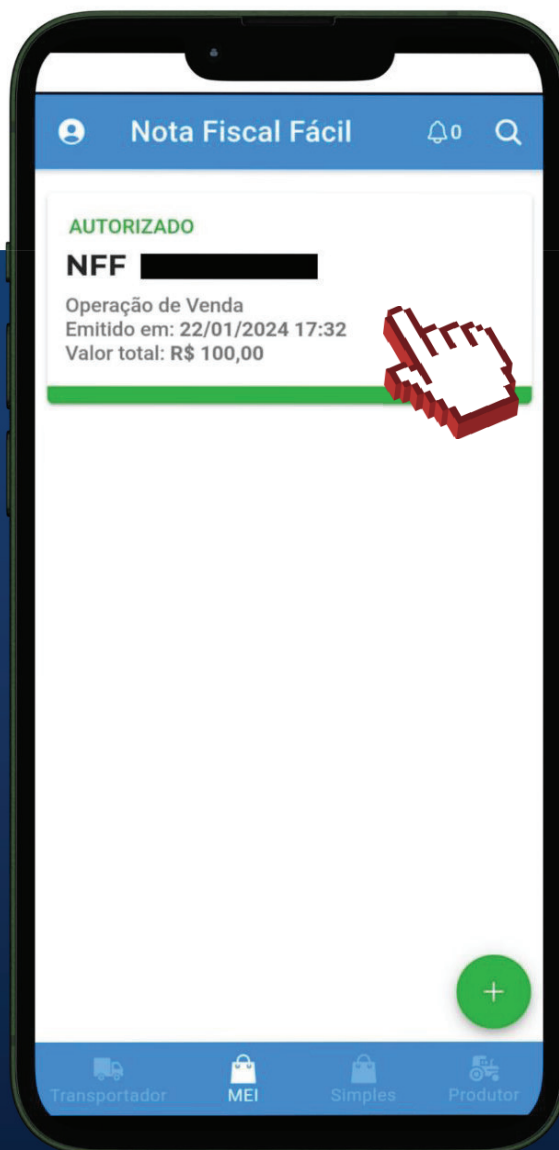 Nota Fiscal Fácil
0
AUTORIZADO
NFF
Operação de Venda
Emitido em: 22/01/2024 17:32
Valor total: R$ 100,00
+
Transportador MEI Simples Produtor